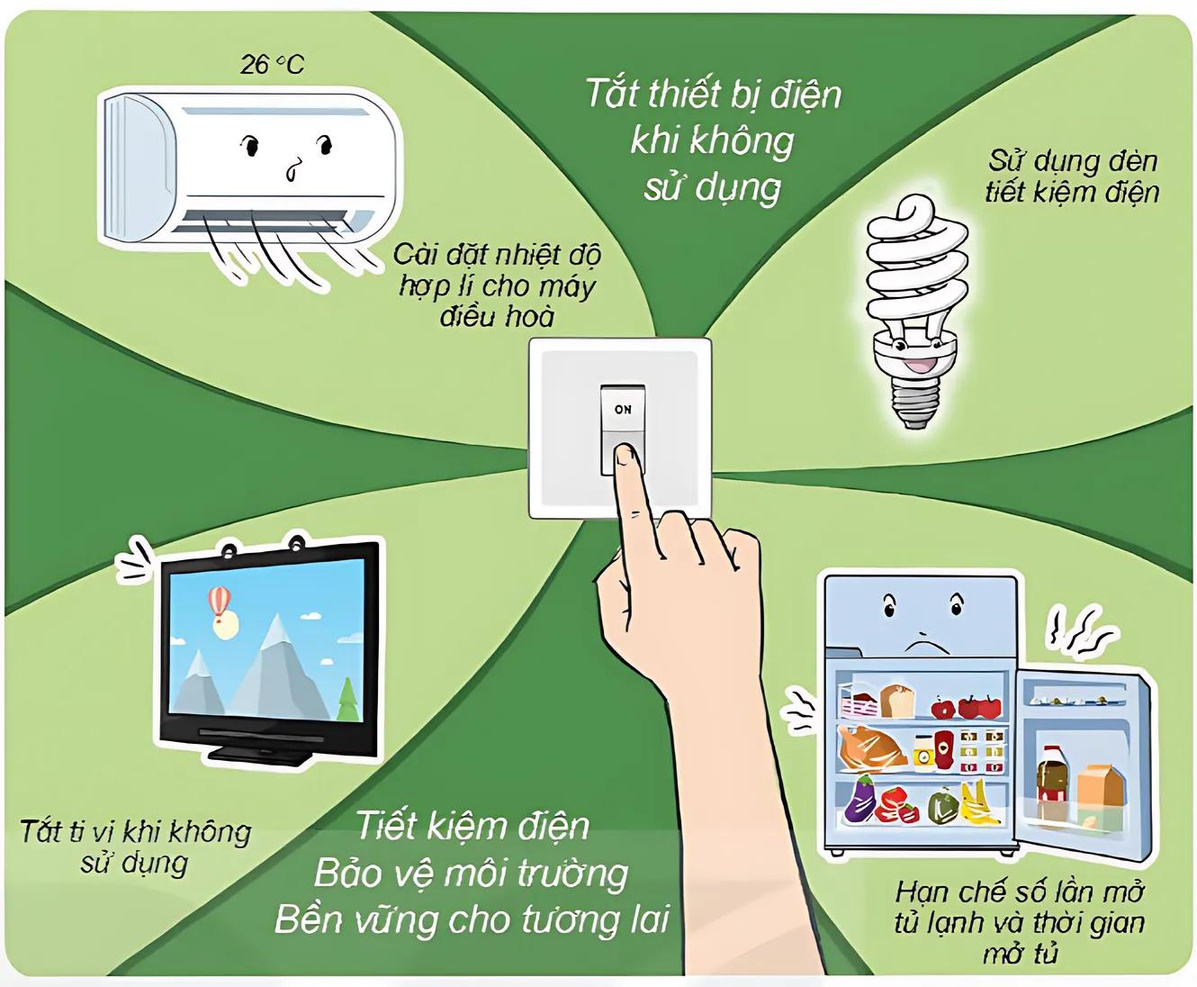 26 °C
Tắt thiết bị điện
khi không
sử dụng
Sử dụng đèn
tiết kiệm điện
Cài đặt nhiệt độ
hợp lí cho máy
điều hoà
ON
Tắt ti vi khi không
sử dụng
Tiết kiệm điện
Bảo vệ môi trường
Bền vững cho tương lai
Hạn chế số lần mở
tủ lạnh và thời gian
mở tủ